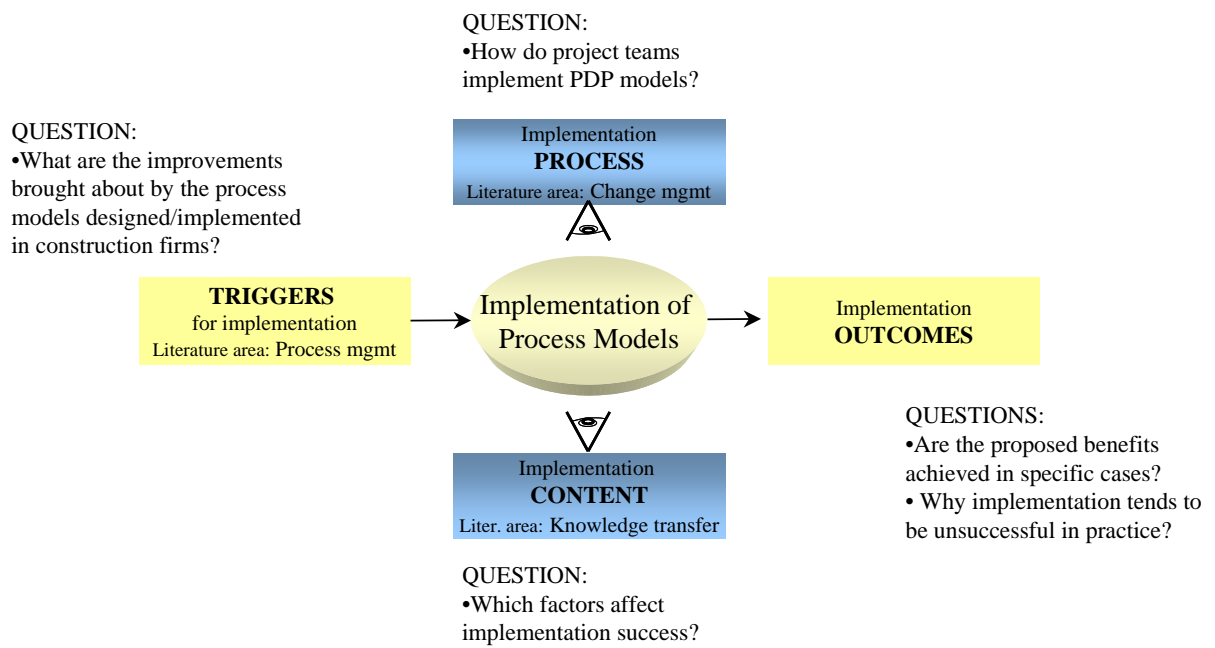 QUESTION:
•How do project teams
implement PDP models?
QUESTION:
•What are the improvements
brought about by the process
models designed/implemented
in construction firms?
Implementation
PROCESS
Literature area: Change mgmt
TRIGGERS
for implementation
Literature area: Process mgmt
Implementation of
Process Models
Implementation
OUTCOMES
Implementation
CONTENT
Liter. area: Knowledge transfer
QUESTIONS:
•Are the proposed benefits
achieved in specific cases?
• Why implementation tends to
be unsuccessful in practice?
QUESTION:
•Which factors affect
implementation success?